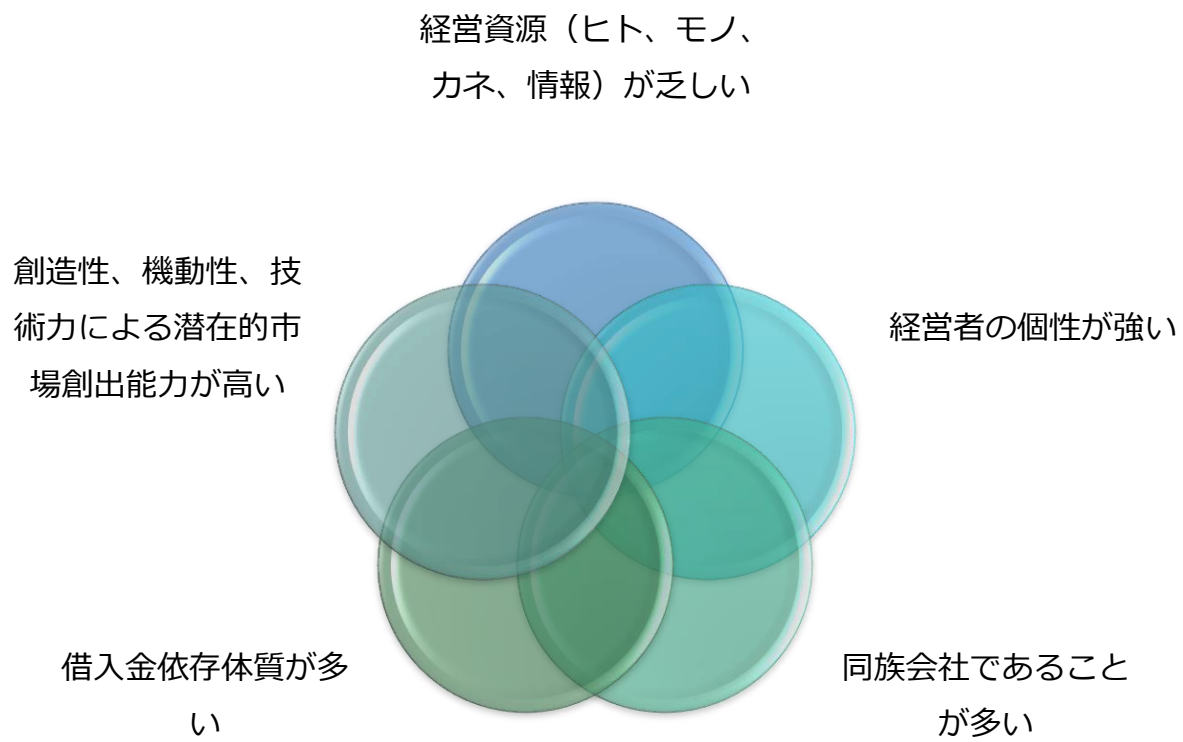 経営資源（ヒト、モノ、
カネ、情報）が乏しい
創造性、機動性、技
術力による潜在的市
場創出能力が高い
経営者の個性が強い
借入金依存体質が多
い
同族会社であること
が多い